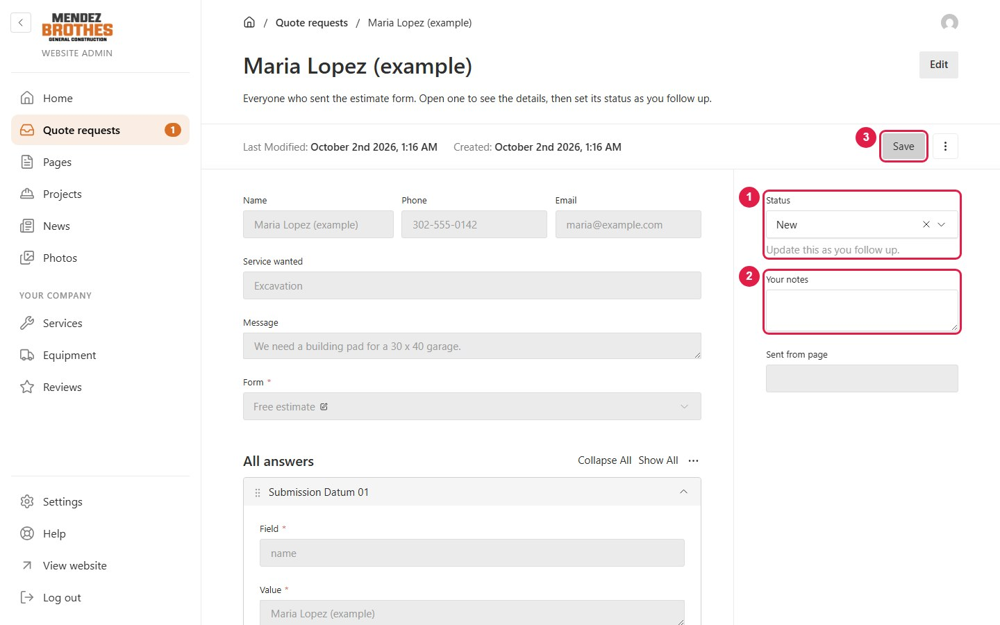 MENDEZ
BROTHES
GENERAL CONSTRUCTION
WEBSITE ADMIN
Home
Quote requests 1
Pages
Projects
News
Photos
YOUR COMPANY
Services
Equipment
Reviews
Settings
Help
View website
Log out
/ Quote requests / Maria Lopez (example)
Maria Lopez (example)
Edit
Everyone who sent the estimate form. Open one to see the details, then set its status as you follow up.
Last Modified: October 2nd 2026, 1:16 AM Created: October 2nd 2026, 1:16 AM
3 Save
Name Phone Email
Maria Lopez (example) 302-555-0142 maria@example.com
Service wanted
Excavation
Message
We need a building pad for a 30 x 40 garage.
Form *
Free estimate
All answers Collapse All Show All
Submission Datum 01
Field *
name
Value *
Maria Lopez (example)
1 Status
New
Update this as you follow up.
2 Your notes
Sent from page